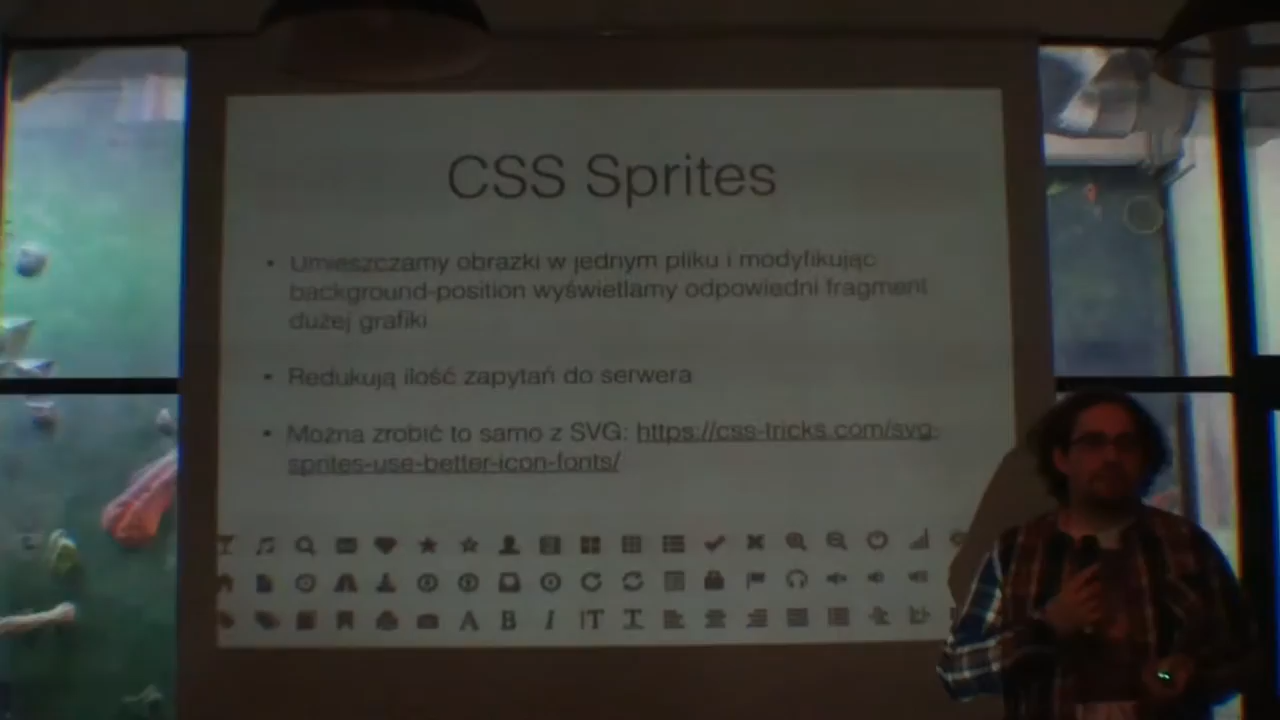 CSS Sprites
• Umieszczamy obrazki w jednym pliku i modyfikując
background-position wyświetlamy odpowiedni fragment
dużej grafiki
• Redukują ilość zapytań do serwera
• Można zrobić to samo z SVG: https://css-tricks.com/svg-
sprites-use-better-icon-fonts/